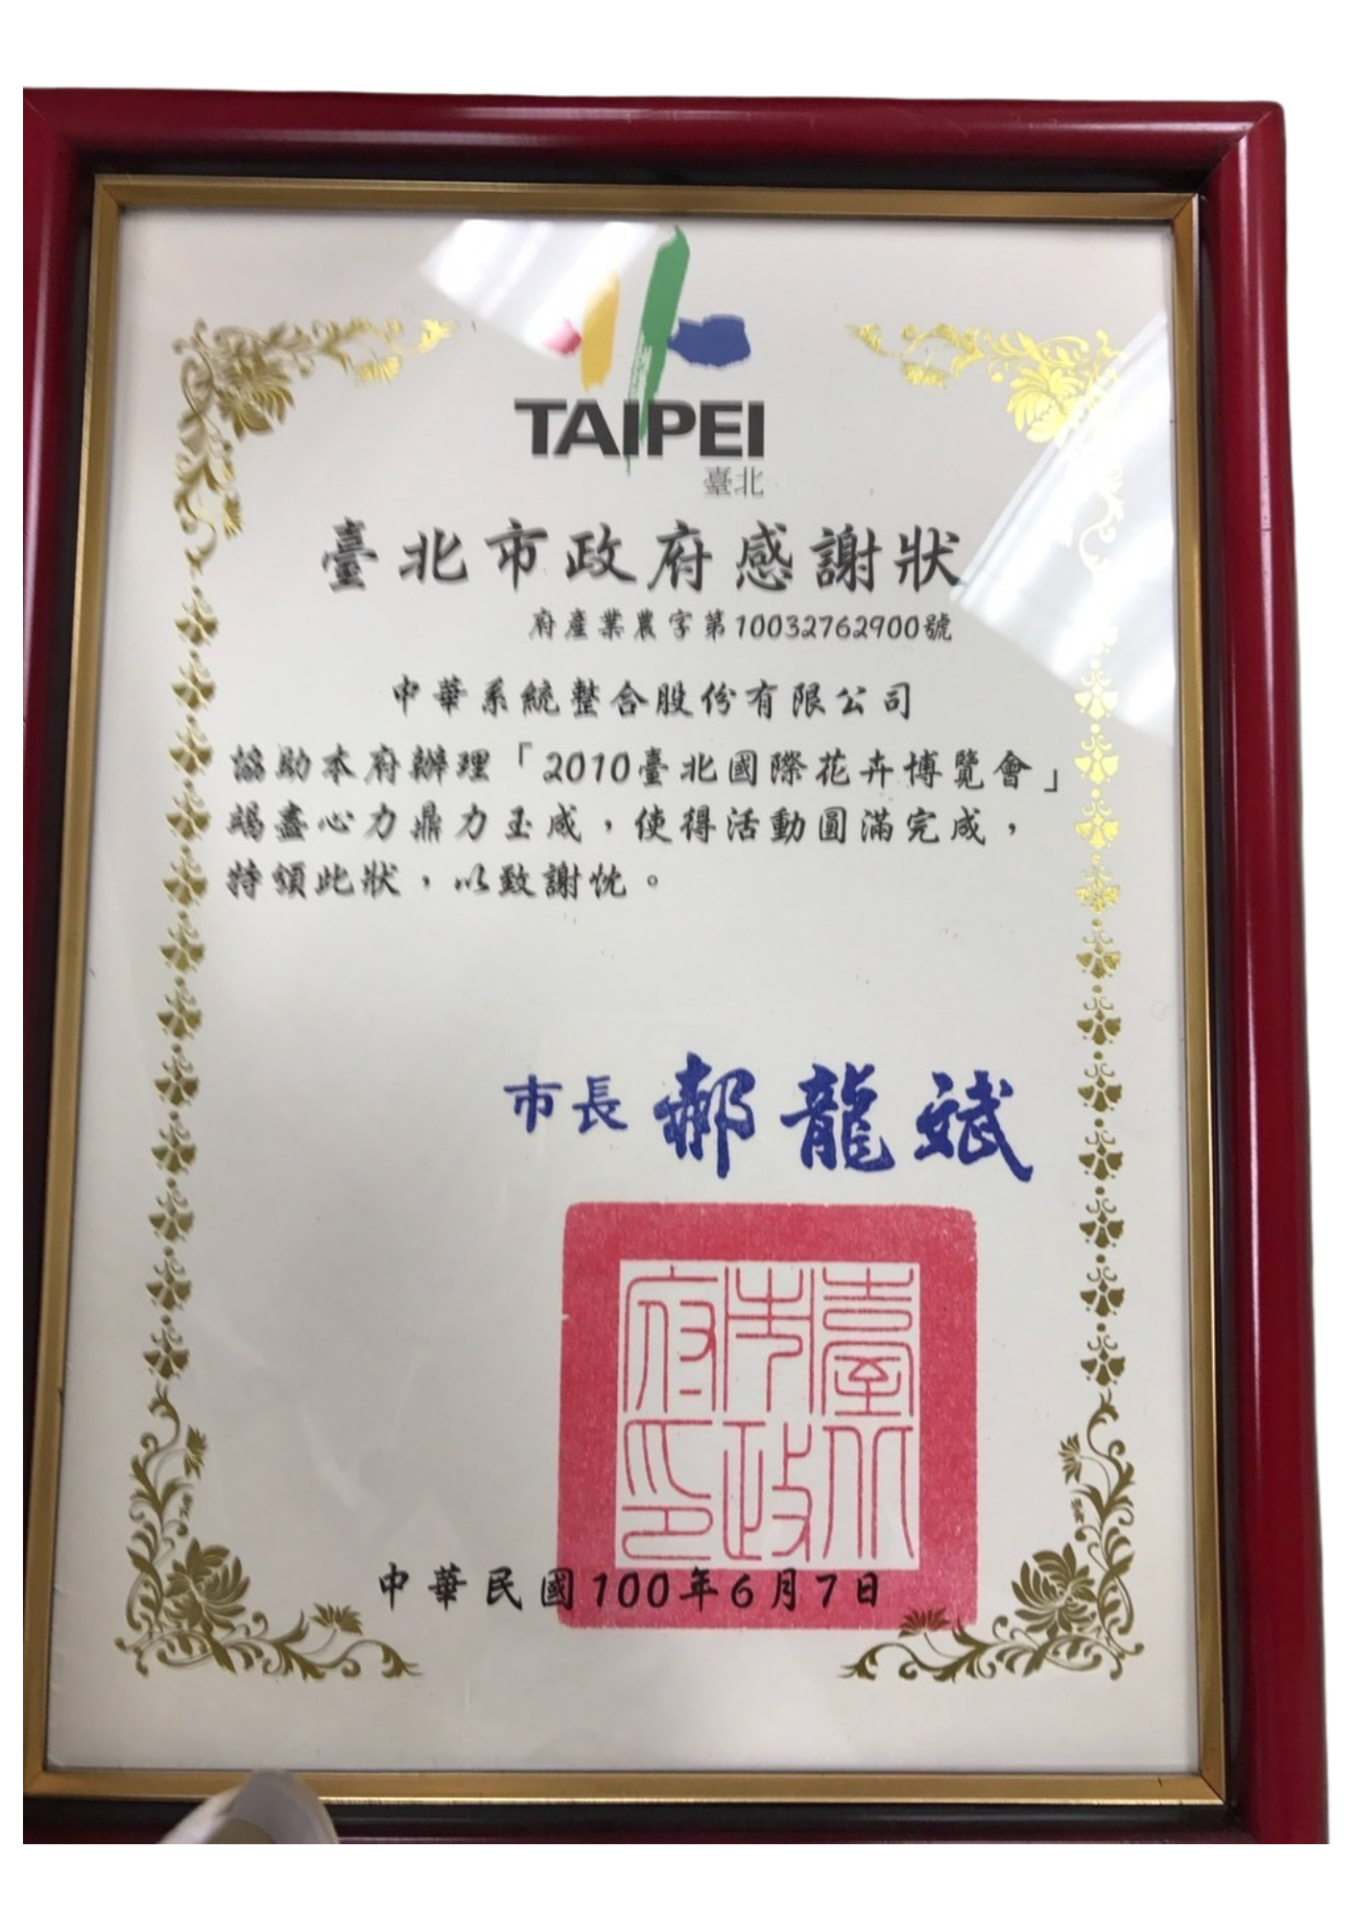 TAIPEI
臺北
臺北市政府感謝狀
府產業農字第10032762900號
中華系統整合股份有限公司
協助本府辦理「2010臺北國際花卉博覽會」
竭盡心力鼎力玉成，使得活動圓滿完成，
特頒此狀，以致謝忱。
市長 郝龍斌
臺北市政府印
中華民國100年6月7日